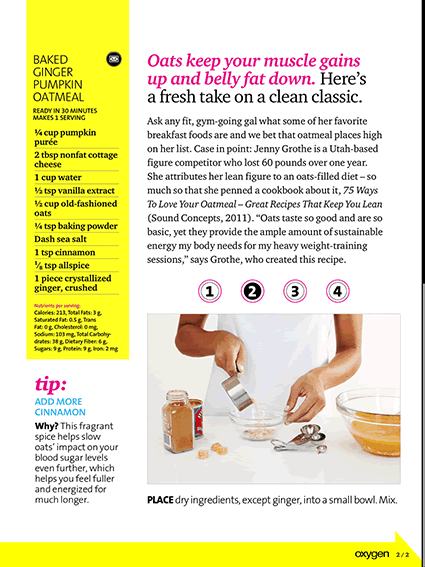 BAKED
GINGER
PUMPKIN
OATMEAL
READY IN 30 MINUTES
MAKES 1 SERVING
¼ cup pumpkin
purée
2 tbsp nonfat cottage
cheese
1 cup water
½ tsp vanilla extract
½ cup old-fashioned
oats
¼ tsp baking powder
Dash sea salt
1 tsp cinnamon
⅛ tsp allspice
1 piece crystallized
ginger, crushed
Nutrients per serving:
Calories: 213, Total Fats: 3 g,
Saturated Fat: 0.5 g, Trans
Fat: 0 g, Cholesterol: 0 mg,
Sodium: 103 mg, Total Carbohy-
drates: 38 g, Dietary Fiber: 6 g,
Sugars: 9 g, Protein: 9 g, Iron: 2 mg
tip:
ADD MORE
CINNAMON
Why? This fragrant
spice helps slow
oats’ impact on your
blood sugar levels
even further, which
helps you feel fuller
and energized for
much longer.
Oats keep your muscle gains
up and belly fat down. Here’s
a fresh take on a clean classic.
Ask any fit, gym-going gal what some of her favorite
breakfast foods are and we bet that oatmeal places high
on her list. Case in point: Jenny Grothe is a Utah-based
figure competitor who lost 60 pounds over one year.
She attributes her lean figure to an oats-filled diet – so
much so that she penned a cookbook about it, 75 Ways
To Love Your Oatmeal – Great Recipes That Keep You Lean
(Sound Concepts, 2011). “Oats taste so good and are so
basic, yet they provide the ample amount of sustainable
energy my body needs for my heavy weight-training
sessions,” says Grothe, who created this recipe.
1 2 3 4
PLACE dry ingredients, except ginger, into a small bowl. Mix.
oxygen 2/2